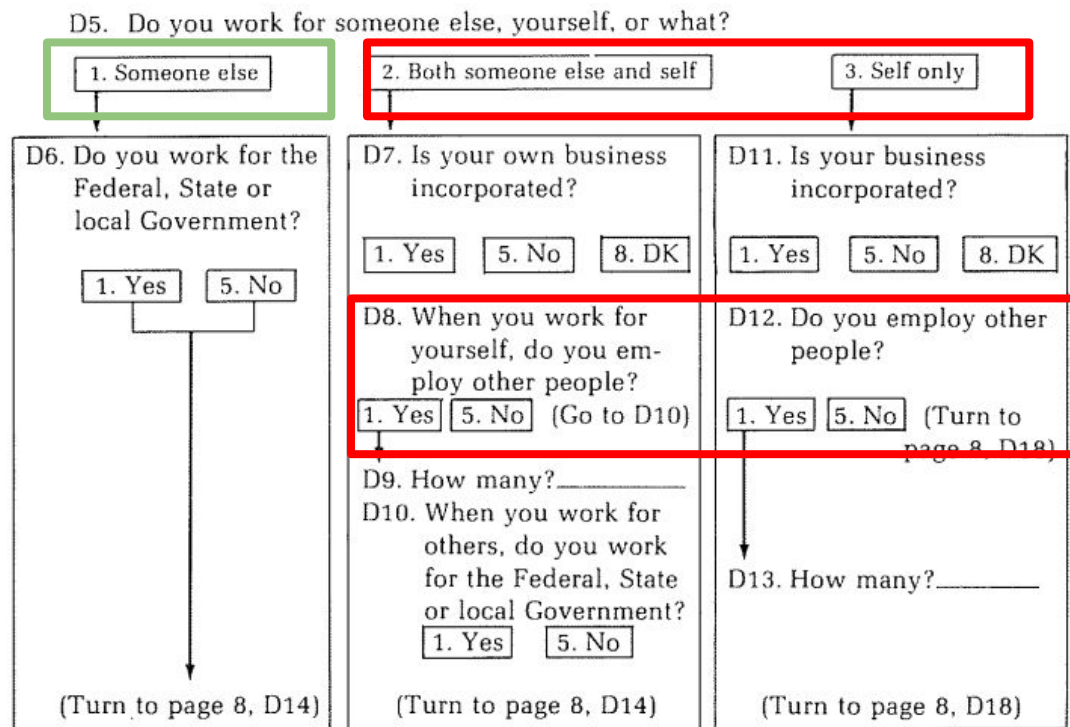 D5. Do you work for someone else, yourself, or what?
1. Someone else
2. Both someone else and self
3. Self only
D6. Do you work for the
Federal, State or
local Government?
1. Yes 5. No
D7. Is your own business
incorporated?
1. Yes 5. No 8. DK
D8. When you work for
yourself, do you em-
ploy other people?
1. Yes 5. No (Go to D10)
D9. How many?
D10. When you work for
others, do you work
for the Federal, State
or local Government?
1. Yes 5. No
D11. Is your business
incorporated?
1. Yes 5. No 8. DK
D12. Do you employ other
people?
1. Yes 5. No (Turn to
page 8, D18)
D13. How many?
(Turn to page 8, D14)
(Turn to page 8, D14)
(Turn to page 8, D18)